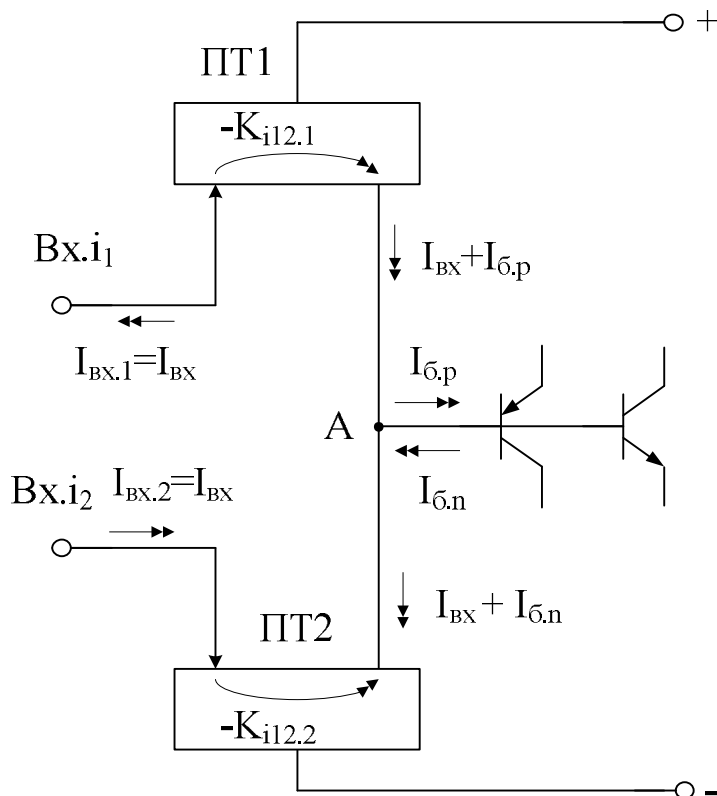 +
ПТ1
-Ki12.1
Вх.i1
Iвх+Iб.p
Iвх.1=Iвх
Iб.p
A
Вх.i2
Iвх.2=Iвх
Iб.n
ПТ2
Iвх + Iб.n
-Ki12.2
-